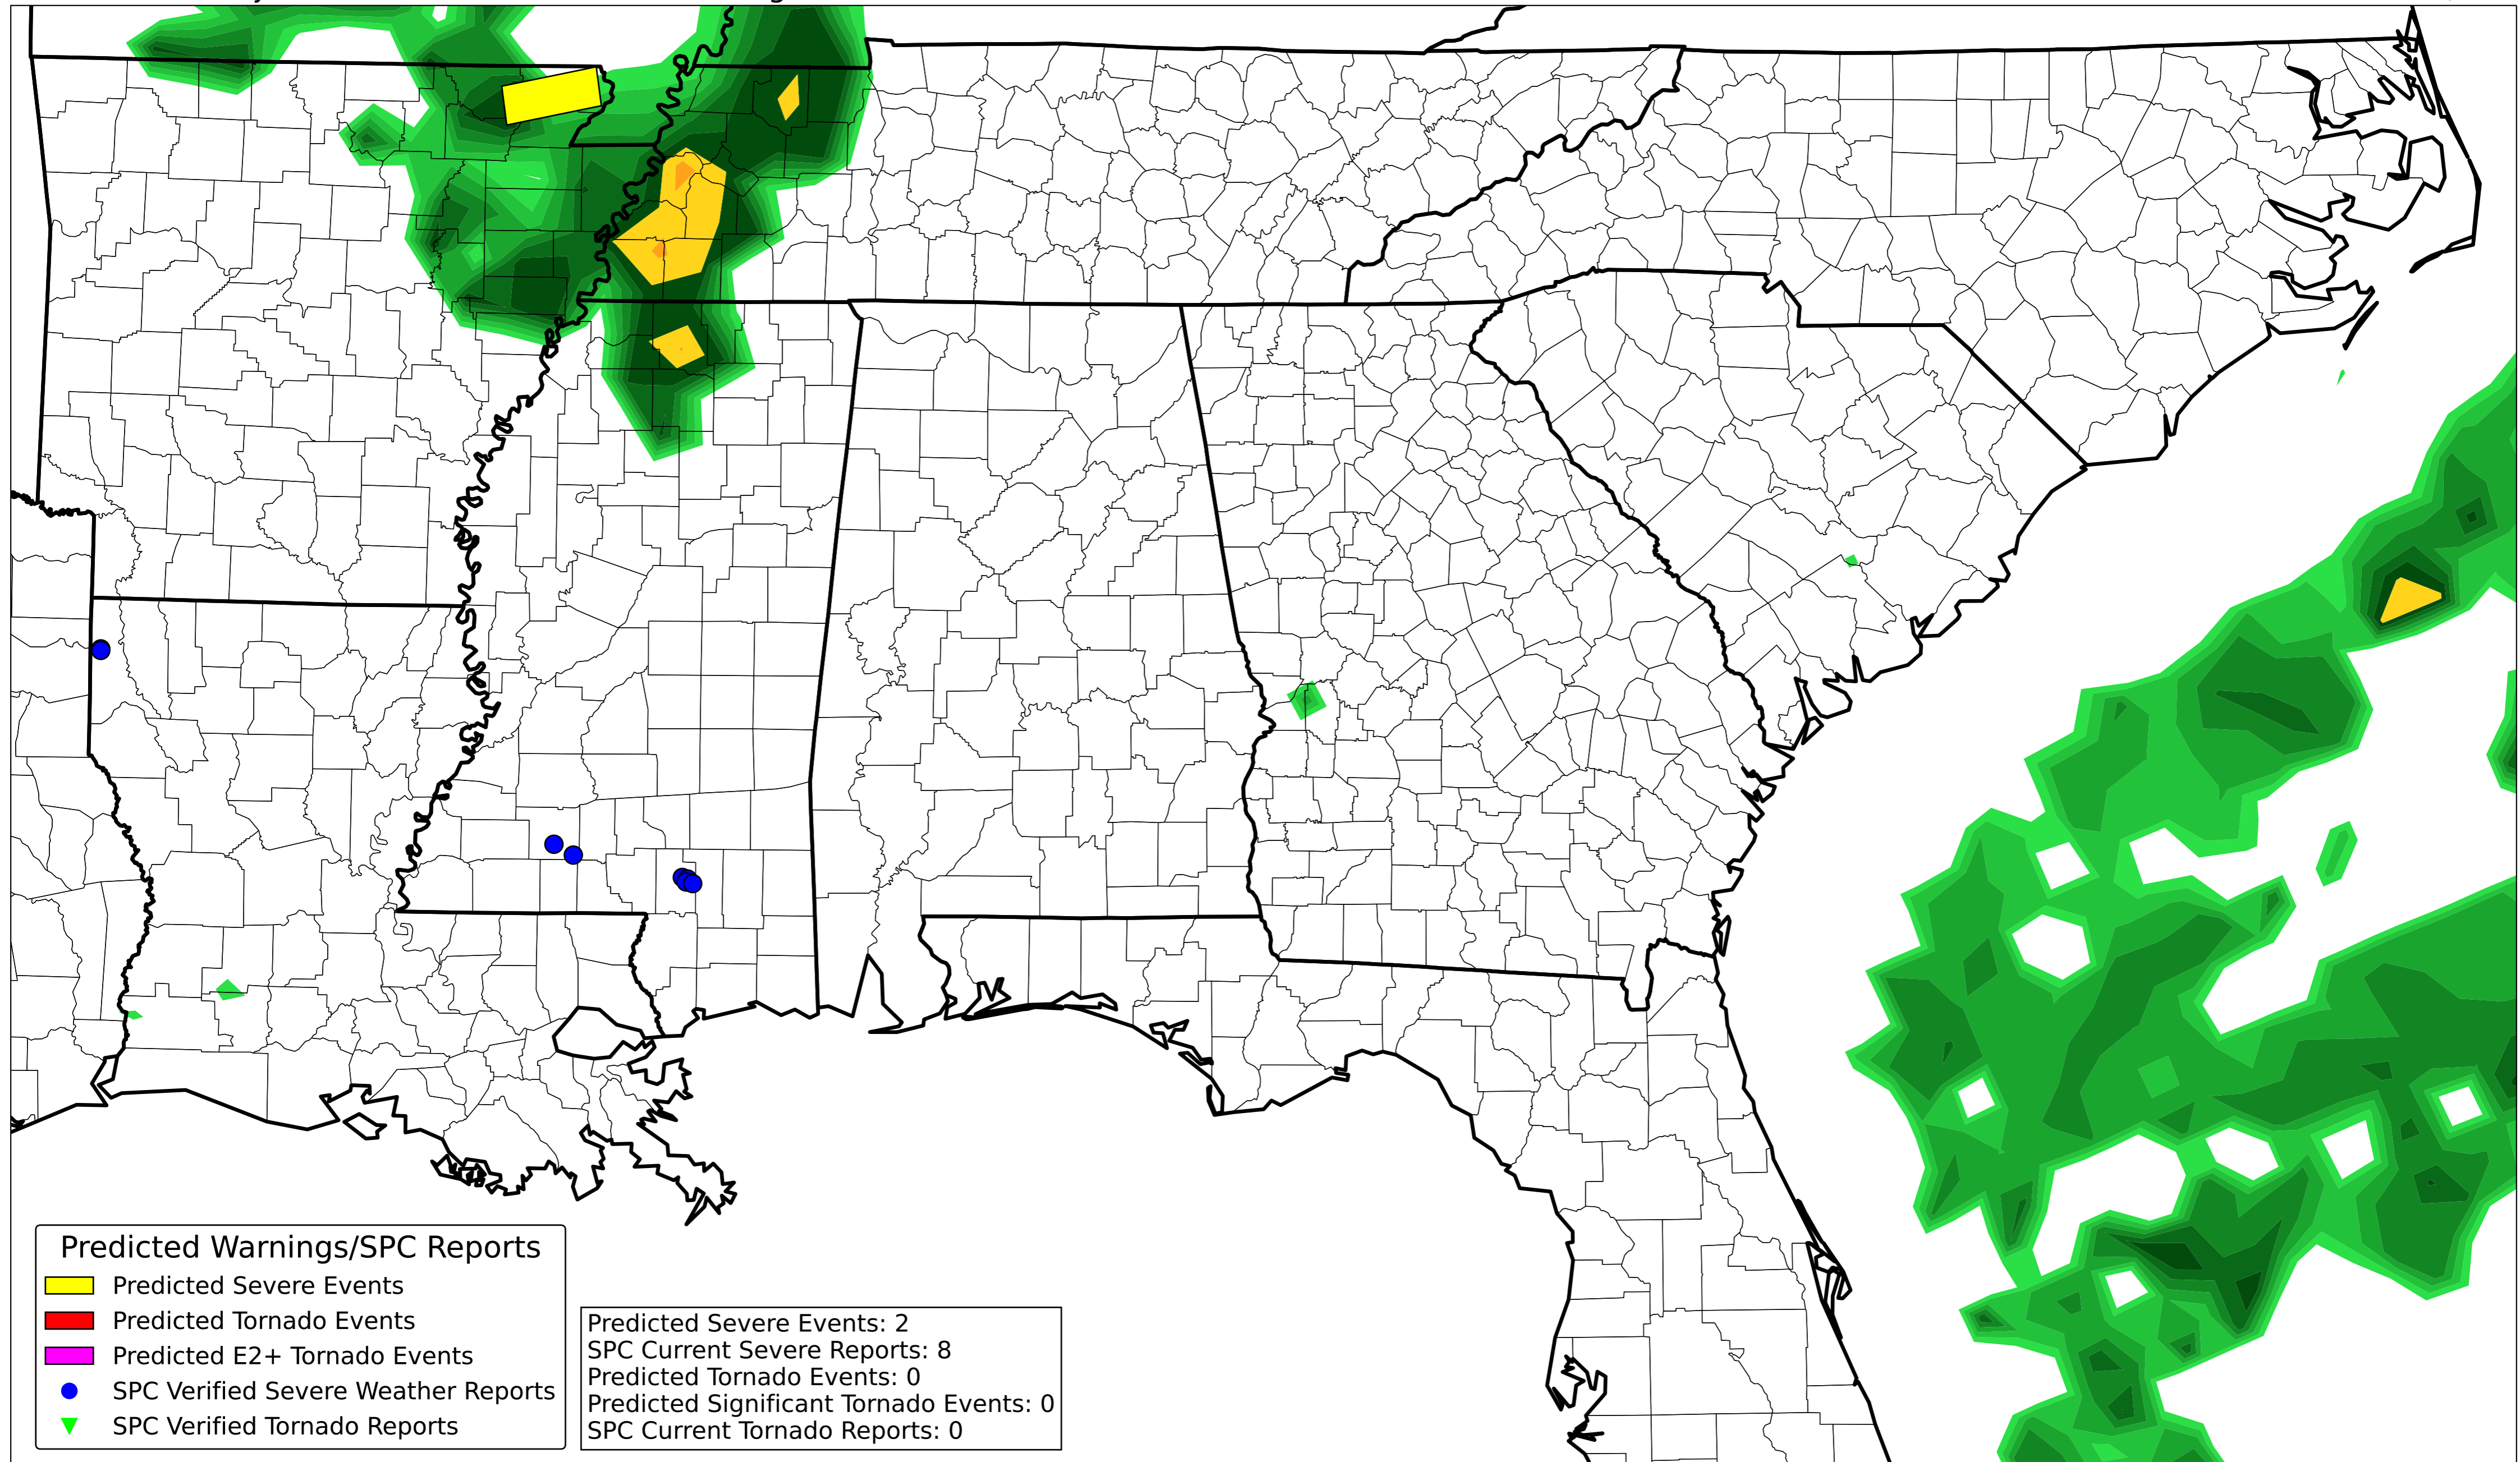 Predicted Warnings/SPC Reports
Predicted Severe Events
Predicted Tornado Events
Predicted E2+ Tornado Events
SPC Verified Severe Weather Reports
SPC Verified Tornado Reports
Predicted Severe Events: 2
SPC Current Severe Reports: 8
Predicted Tornado Events: 0
Predicted Significant Tornado Events: 0
SPC Current Tornado Reports: 0